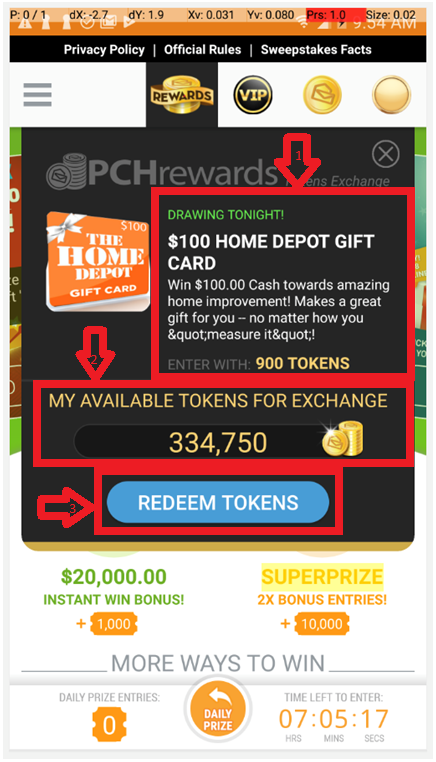 P: 0 / 1 dX: -2.7 dY: 1.9 Xv: 0.031 Yv: 0.080 Prs: 1.0 Size: 0.02
9:54 AM
Privacy Policy | Official Rules | Sweepstakes Facts
REWARDS
VIP
1
PCHrewards
Tokens Exchange
$100
THE
HOME
DEPOT
GIFT CARD
DRAWING TONIGHT!
$100 HOME DEPOT GIFT
CARD
Win $100.00 Cash towards amazing
home improvement! Makes a great
gift for you -- no matter how you
&quot;measure it&quot;!
ENTER WITH: 900 TOKENS
2
MY AVAILABLE TOKENS FOR EXCHANGE
334,750
3
REDEEM TOKENS
$20,000.00
INSTANT WIN BONUS!
+ 1,000
SUPERPRIZE
2X BONUS ENTRIES!
+ 10,000
MORE WAYS TO WIN
DAILY PRIZE ENTRIES:
0
DAILY
PRIZE
TIME LEFT TO ENTER:
07:05:17
HRS MINS SECS